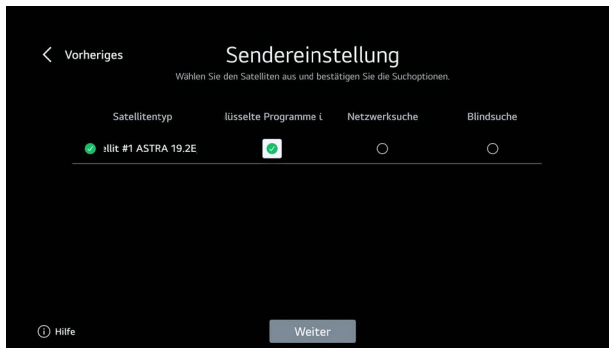 Vorheriges
Sendereinstellung
Wählen Sie den Satelliten aus und bestätigen Sie die Suchoptionen.
Satellitentyp lüsselte Programme i Netzwerksuche Blindsuche
ellit #1 ASTRA 19.2E
Hilfe
Weiter